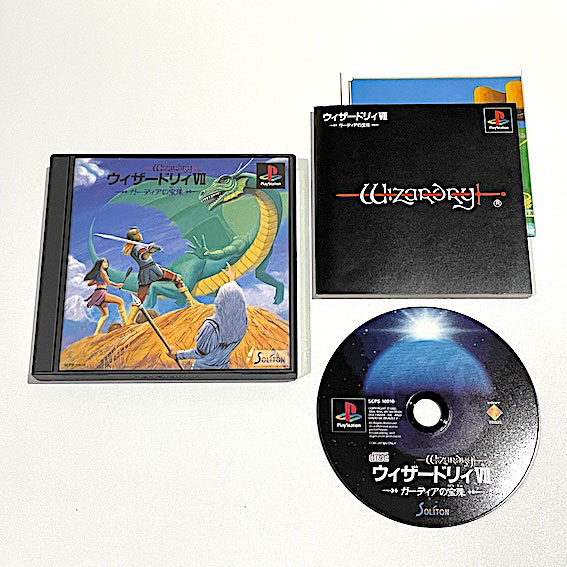 Wizardry
ウィザードリィVII
ガーディアの宝珠
PlayStation
SCPS 10010
SOLITON
ウィザードリィVII
ガーディアの宝珠
PlayStation
Wizardry
®
SCPS 10010
PlayStation
DISC
Wizardry
ウィザードリィVII
ガーディアの宝珠
SOLITON